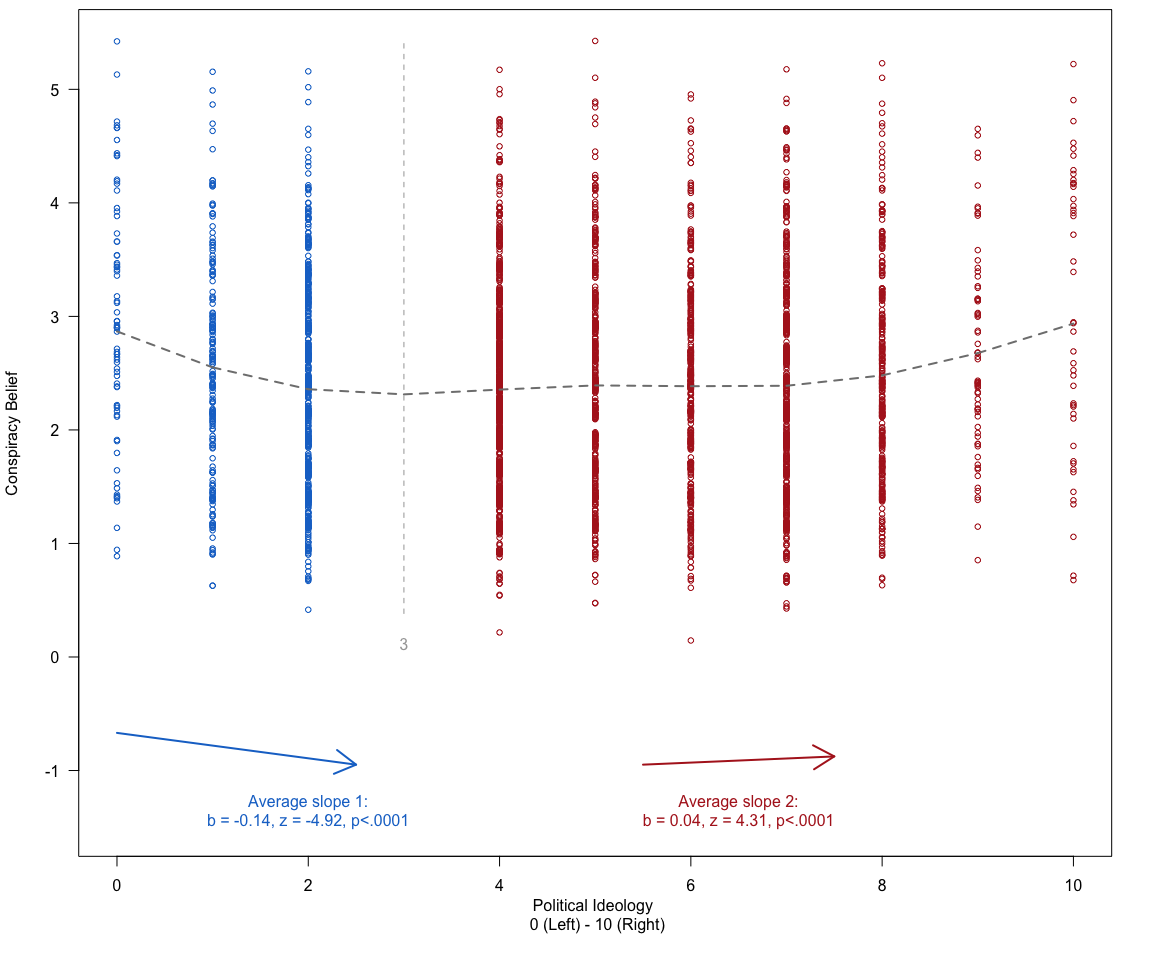 5
4
3
2
1
0
-1
Conspiracy Belief
3
Average slope 1:
b = -0.14, z = -4.92, p<.0001
Average slope 2:
b = 0.04, z = 4.31, p<.0001
0
2
4
6
8
10
Political Ideology
0 (Left) - 10 (Right)